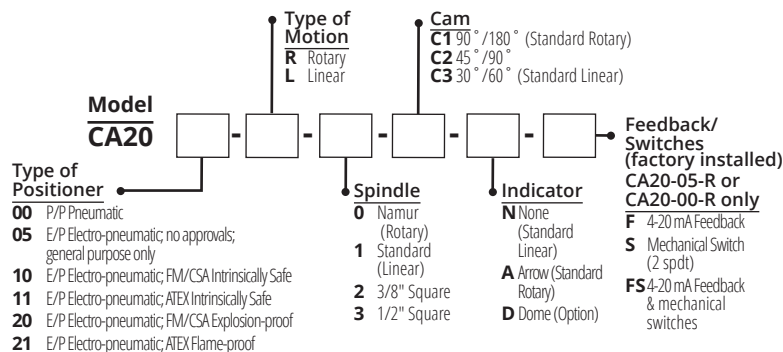 Type of
Motion
R Rotary
L Linear
Cam
C1 90˚/180˚ (Standard Rotary)
C2 45˚/90˚
C3 30˚/60˚ (Standard Linear)
Model
CA20
- - - - -
Type of
Positioner
00 P/P Pneumatic
05 E/P Electro-pneumatic; no approvals;
general purpose only
10 E/P Electro-pneumatic; FM/CSA Intrinsically Safe
11 E/P Electro-pneumatic; ATEX Intrinsically Safe
20 E/P Electro-pneumatic; FM/CSA Explosion-proof
21 E/P Electro-pneumatic; ATEX Flame-proof
Spindle
0 Namur
(Rotary)
1 Standard
(Linear)
2 3/8" Square
3 1/2" Square
Indicator
N None
(Standard
Linear)
A Arrow (Standard
Rotary)
D Dome (Option)
Feedback/
Switches
(factory installed)
CA20-05-R or
CA20-00-R only
F 4-20 mA Feedback
S Mechanical Switch
(2 spdt)
FS 4-20 mA Feedback
& mechanical
switches